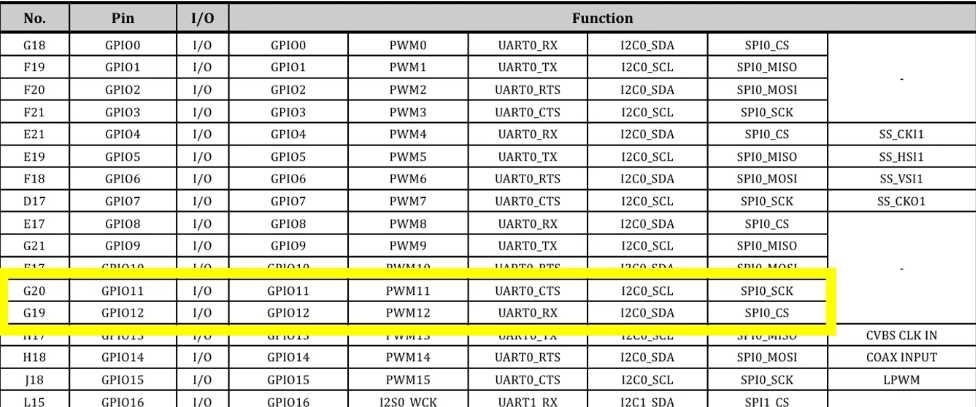 No. Pin I/O Function
G18 GPIO0 I/O GPIO0 PWM0 UART0_RX I2C0_SDA SPI0_CS
F19 GPIO1 I/O GPIO1 PWM1 UART0_TX I2C0_SCL SPI0_MISO -
F20 GPIO2 I/O GPIO2 PWM2 UART0_RTS I2C0_SDA SPI0_MOSI
F21 GPIO3 I/O GPIO3 PWM3 UART0_CTS I2C0_SCL SPI0_SCK
E21 GPIO4 I/O GPIO4 PWM4 UART0_RX I2C0_SDA SPI0_CS SS_CKI1
E19 GPIO5 I/O GPIO5 PWM5 UART0_TX I2C0_SCL SPI0_MISO SS_HSI1
F18 GPIO6 I/O GPIO6 PWM6 UART0_RTS I2C0_SDA SPI0_MOSI SS_VSI1
D17 GPIO7 I/O GPIO7 PWM7 UART0_CTS I2C0_SCL SPI0_SCK SS_CKO1
E17 GPIO8 I/O GPIO8 PWM8 UART0_RX I2C0_SDA SPI0_CS
G21 GPIO9 I/O GPIO9 PWM9 UART0_TX I2C0_SCL SPI0_MISO
F17 GPIO10 I/O GPIO10 PWM10 UART0_RTS I2C0_SDA SPI0_MOSI -
G20 GPIO11 I/O GPIO11 PWM11 UART0_CTS I2C0_SCL SPI0_SCK
G19 GPIO12 I/O GPIO12 PWM12 UART0_RX I2C0_SDA SPI0_CS
H17 GPIO13 I/O GPIO13 PWM13 UART0_TX I2C0_SCL SPI0_MISO CVBS CLK IN
H18 GPIO14 I/O GPIO14 PWM14 UART0_RTS I2C0_SDA SPI0_MOSI COAX INPUT
J18 GPIO15 I/O GPIO15 PWM15 UART0_CTS I2C0_SCL SPI0_SCK LPWM
L15 GPIO16 I/O GPIO16 I2S0_WCK UART1_RX I2C1_SDA SPI1_CS